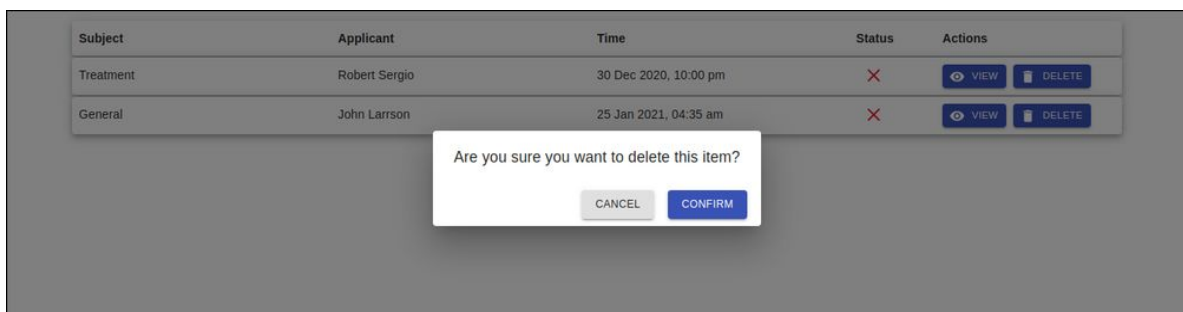 Subject Applicant Time Status Actions
Treatment Robert Sergio 30 Dec 2020, 10:00 pm VIEW DELETE
General John Larrson 25 Jan 2021, 04:35 am VIEW DELETE
Are you sure you want to delete this item?
CANCEL CONFIRM